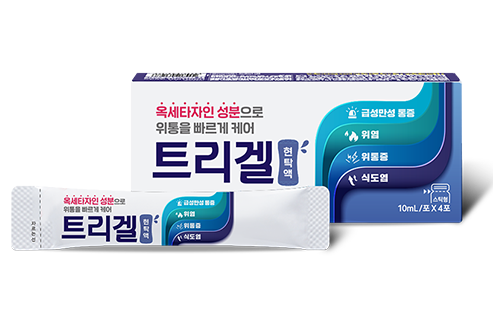 옥세타자인 성분으로
위통을 빠르게 케어
트리겔
현탁액
급성만성 통증
위염
위통증
식도염
스틱형
10mL/포 X 4포
옥세타자인 성분으로
위통을 빠르게 케어
트리겔
현탁액
급성만성 통증
위염
위통증
식도염